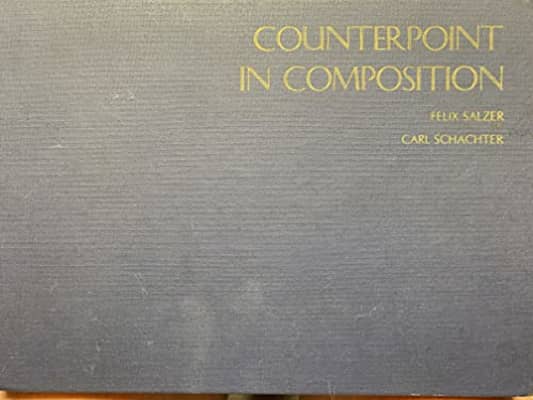 COUNTERPOINT
IN COMPOSITION
FELIX SALZER
CARL SCHACHTER